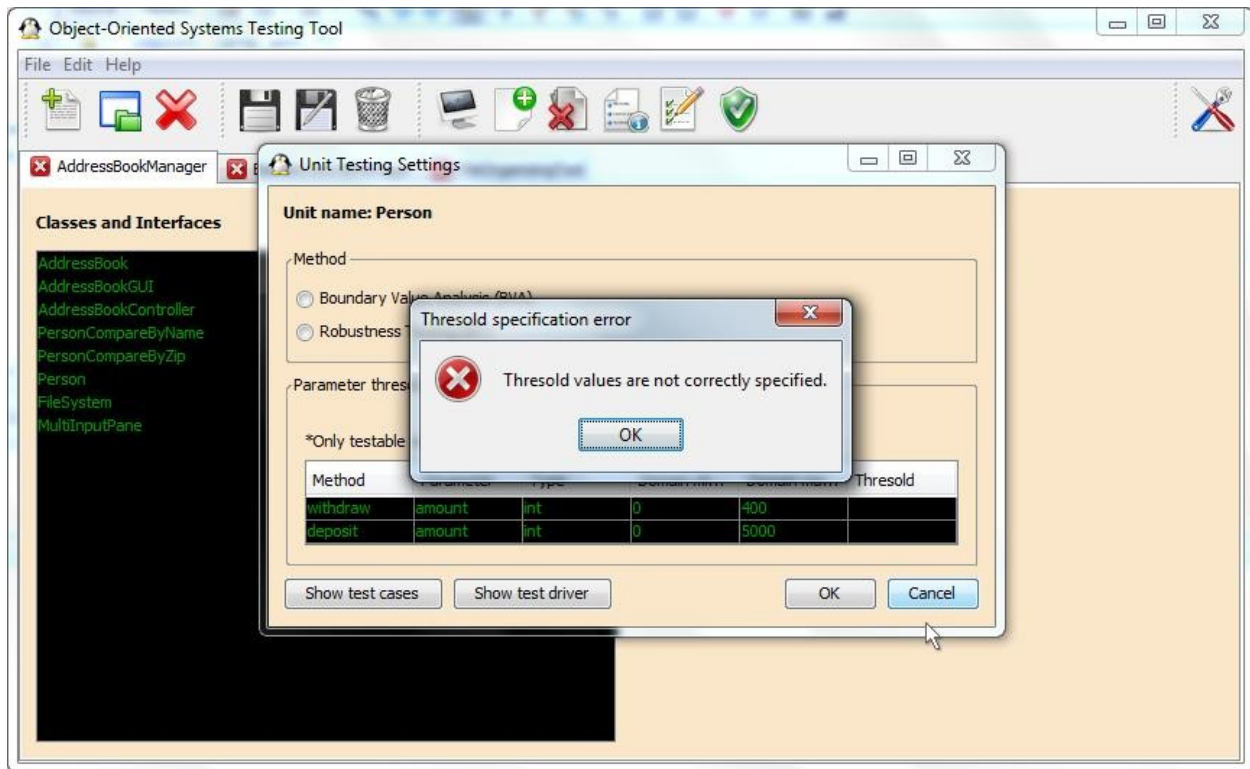 Object-Oriented Systems Testing Tool
File Edit Help
AddressBookManager
Unit Testing Settings
Classes and Interfaces
AddressBook
AddressBookGUI
AddressBookController
PersonCompareByName
PersonCompareByZip
Person
FileSystem
MultiInputPane
Unit name: Person
Method
Boundary Value Analysis (BVA)
Robustness
Thresold specification error
Thresold values are not correctly specified.
OK
Parameter
*Only testable
Method Parameter Type Domain Thresold
withdraw amount int 0 400
deposit amount int 0 5000
Show test cases Show test driver OK Cancel